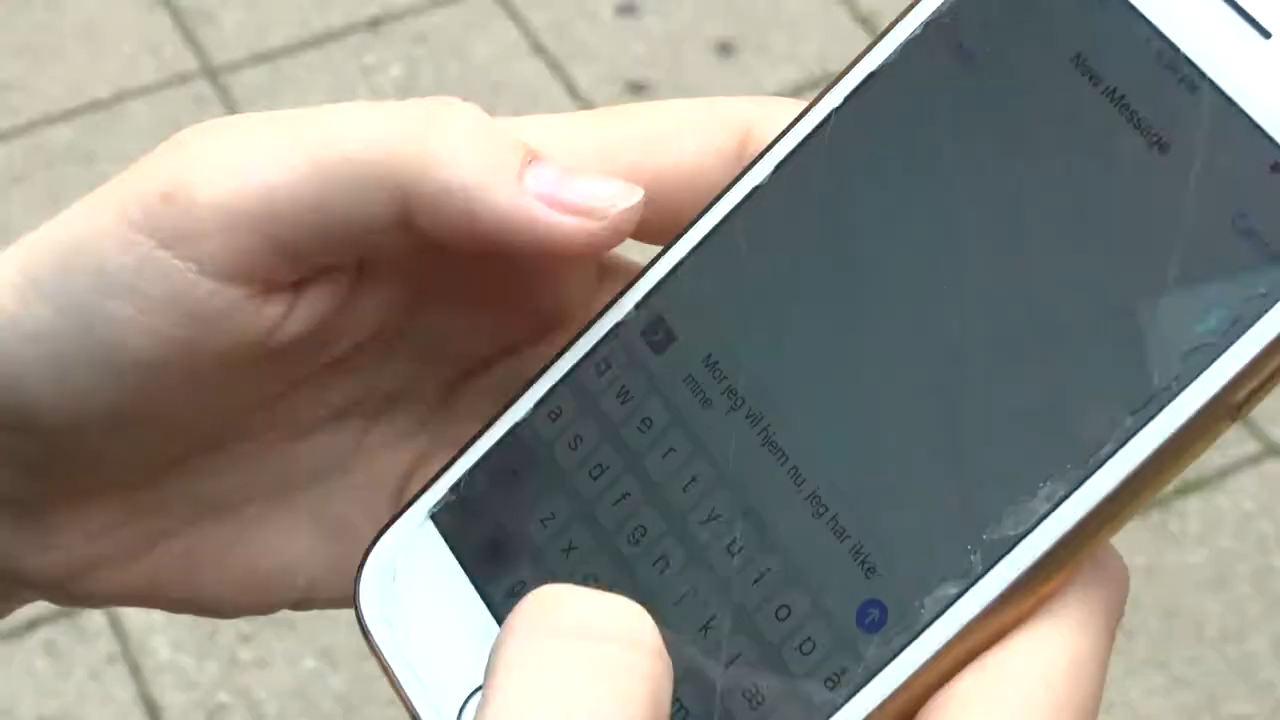 New iMessage
Mor jeg vil hjem nu, jeg har ikke
mine
q w e r t y u i o p å
a s d f g h j k l æ
z x c m